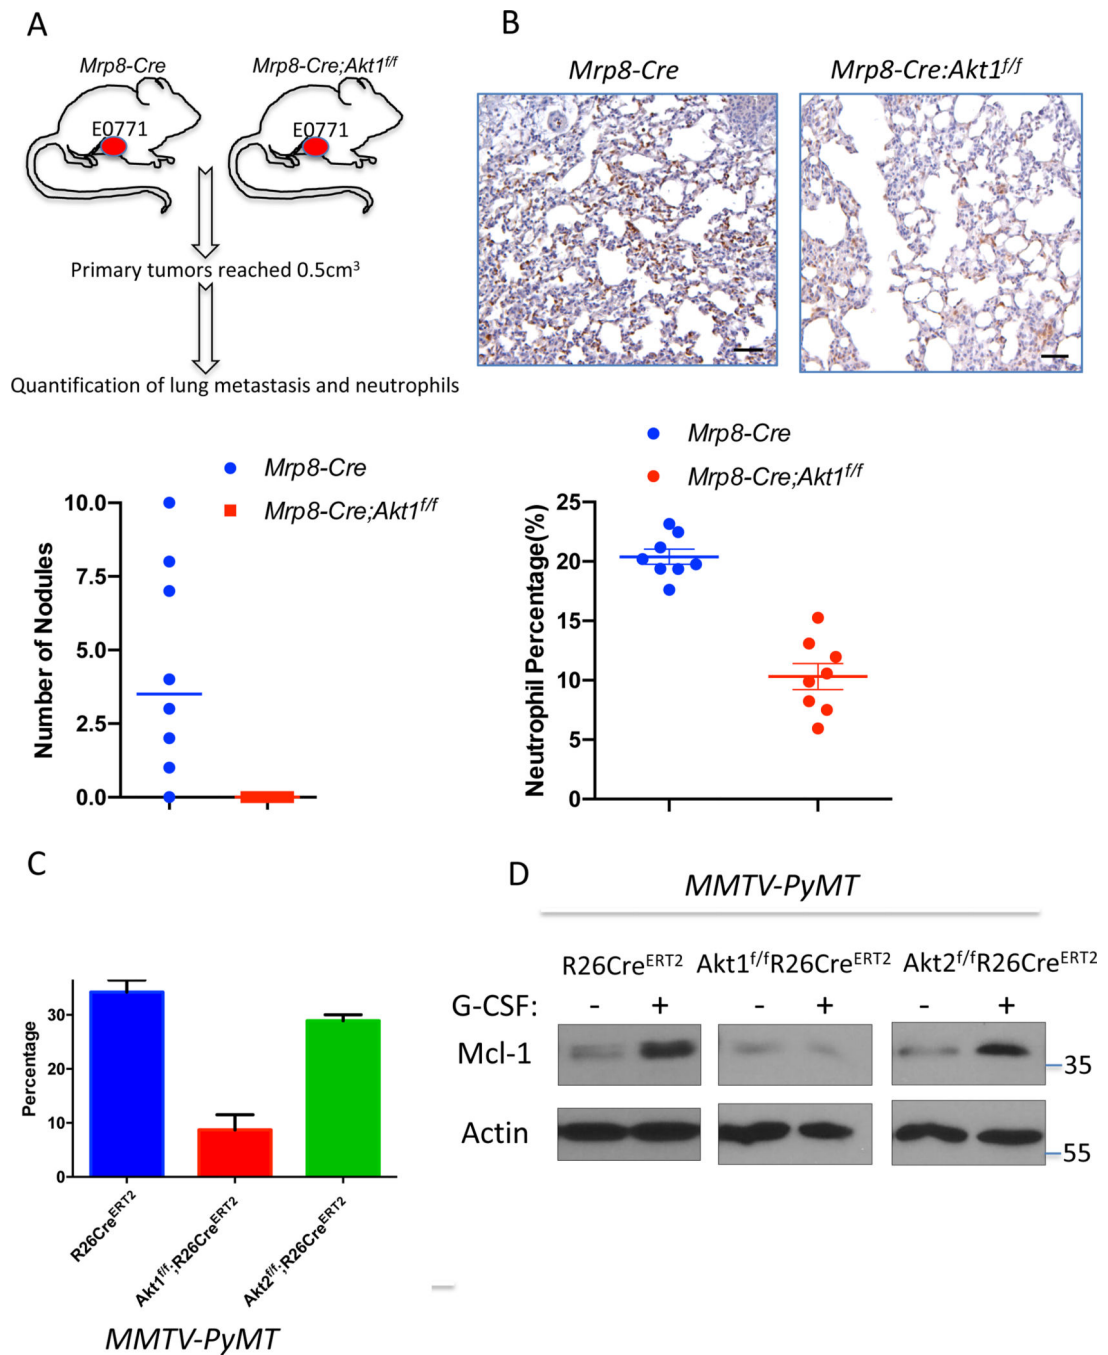 A
Mrp8-Cre
Mrp8-Cre;Akt1f/f
E0771
E0771
Primary tumors reached 0.5cm3
Quantification of lung metastasis and neutrophils
Mrp8-Cre
Mrp8-Cre;Akt1f/f
Number of Nodules
10.0
7.5
5.0
2.5
0.0
B
Mrp8-Cre
Mrp8-Cre:Akt1f/f
Mrp8-Cre
Mrp8-Cre;Akt1f/f
Neutrophil Percentage(%)
25
20
15
10
5
0
C
Percentage
30
20
10
0
R26CreERT2
Akt1f/f;R26CreERT2
Akt2f/f;R26CreERT2
MMTV-PyMT
D
MMTV-PyMT
R26CreERT2 Akt1f/fR26CreERT2 Akt2f/fR26CreERT2
G-CSF: - + - + - +
Mcl-1
35
Actin
55